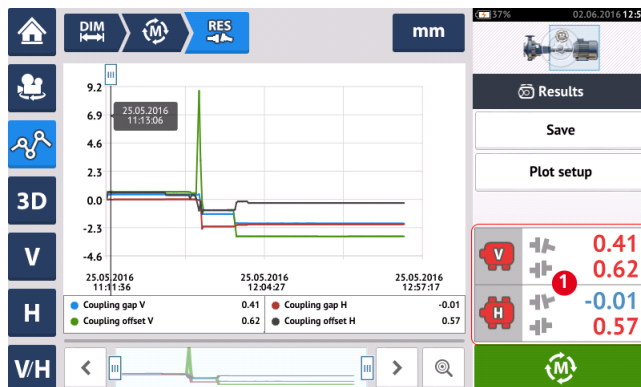 DIM
M
RES
mm
37%
02.06.2016 12:5
Results
Save
Plot setup
3D
V
H
V/H
9.2
6.9
4.6
2.3
0.0
-2.3
-4.6
25.05.2016
11:13:06
25.05.2016
11:11:36
25.05.2016
12:04:27
25.05.2016
12:57:17
Coupling gap V 0.41 Coupling gap H -0.01
Coupling offset V 0.62 Coupling offset H 0.57
V 0.41
0.62
1
H -0.01
0.57
M